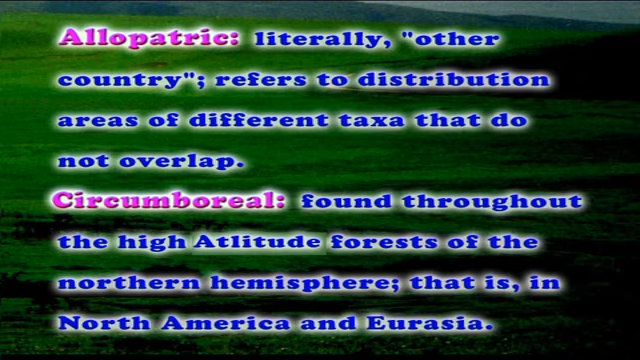 Allopatric: literally, "other
country"; refers to distribution
areas of different taxa that do
not overlap.
Circumboreal: found throughout
the high Atlitude forests of the
northern hemisphere; that is, in
North America and Eurasia.